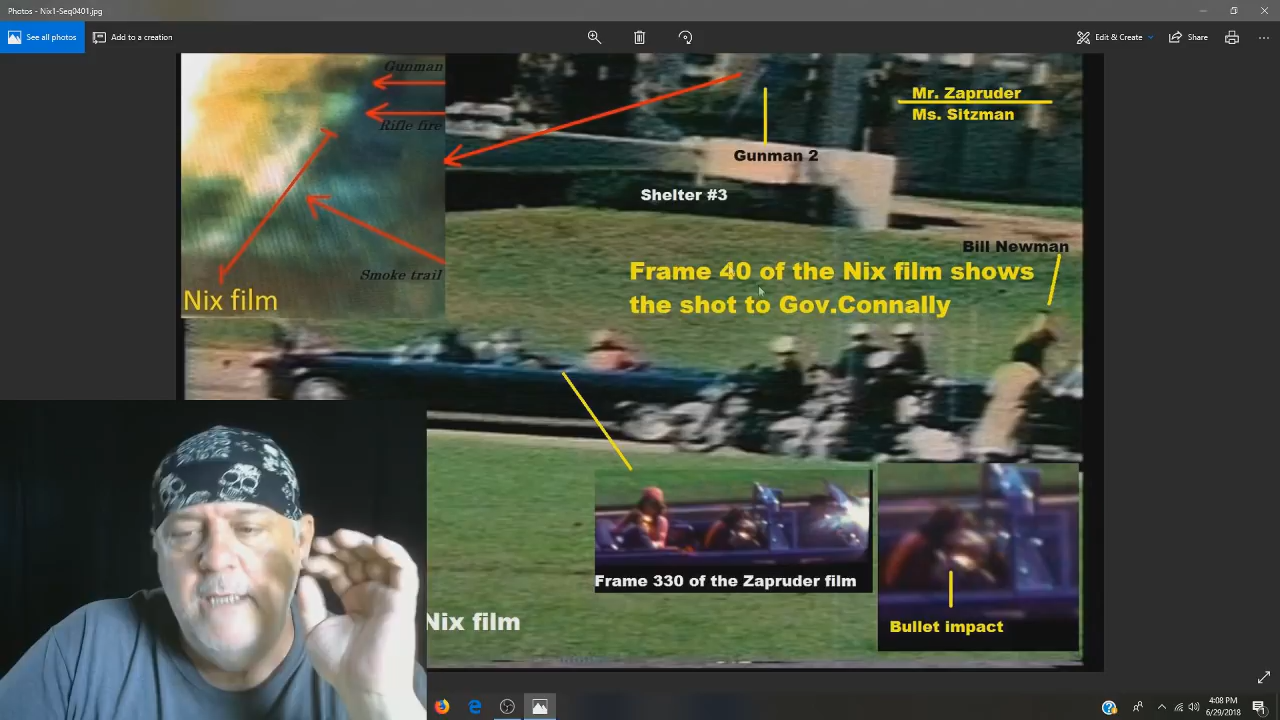 Photos - Nix1-Seq0401.jpg
See all photos
Add to a creation
Edit & Create
Share
Gunman
Rifle fire
Smoke trail
Nix film
Mr. Zapruder
Ms. Sitzman
Gunman 2
Shelter #3
Bill Newman
Frame 40 of the Nix film shows
the shot to Gov.Connally
Frame 330 of the Zapruder film
Bullet impact
Nix film
4:08 PM
6/29/2018